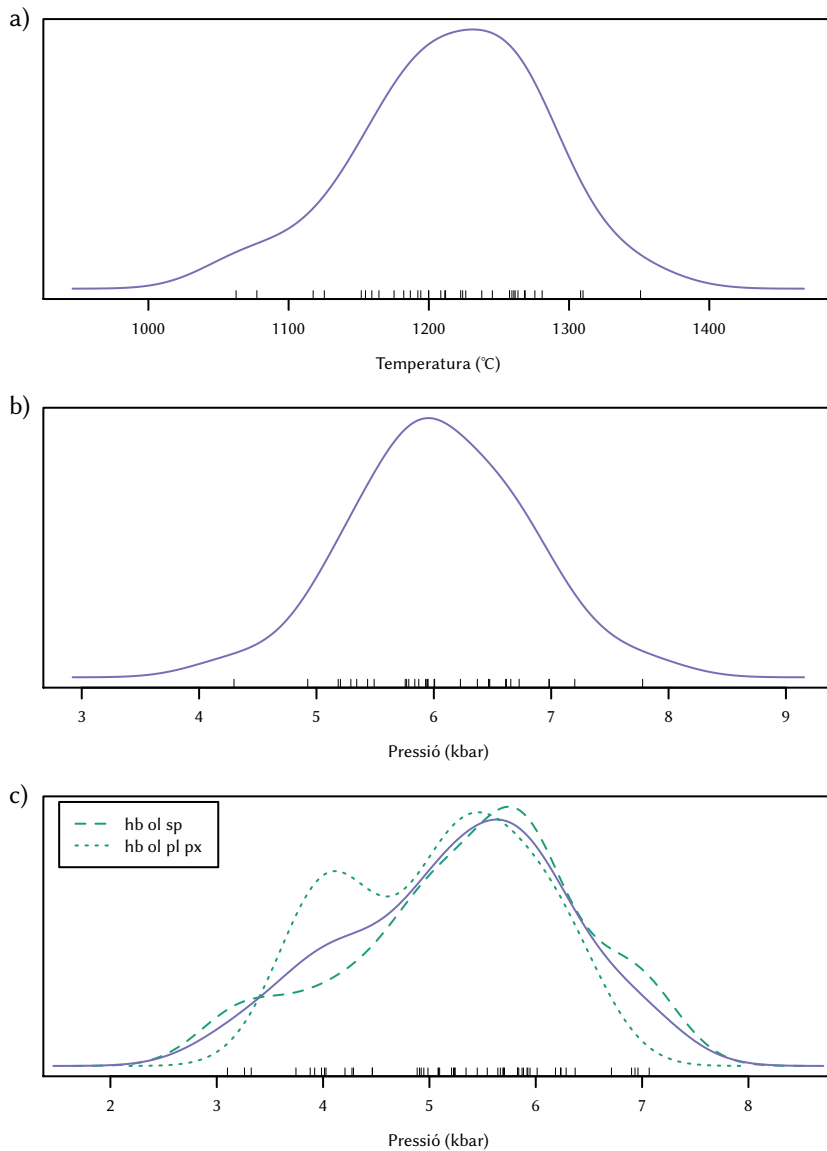 a)
1000 1100 1200 1300 1400
Temperatura (℃)
b)
3 4 5 6 7 8 9
Pressió (kbar)
c)
hb ol sp
hb ol pl px
2 3 4 5 6 7 8
Pressió (kbar)